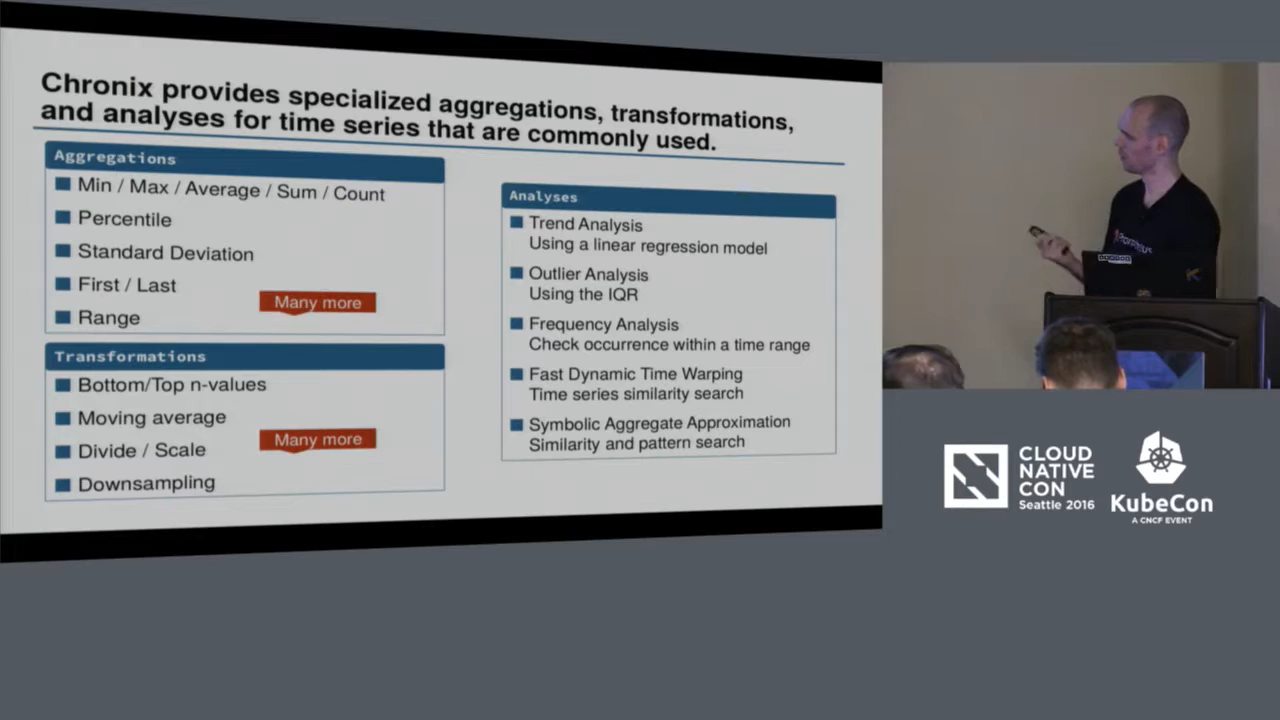 Chronix provides specialized aggregations, transformations,
and analyses for time series that are commonly used.
Aggregations
Min / Max / Average / Sum / Count
Percentile
Standard Deviation
First / Last
Many more
Range
Transformations
Bottom/Top n-values
Moving average
Many more
Divide / Scale
Downsampling
Analyses
Trend Analysis
Using a linear regression model
Outlier Analysis
Using the IQR
Frequency Analysis
Check occurrence within a time range
Fast Dynamic Time Warping
Time series similarity search
Symbolic Aggregate Approximation
Similarity and pattern search
CLOUD
NATIVE
CON
Seattle 2016
KubeCon
A CNCF EVENT